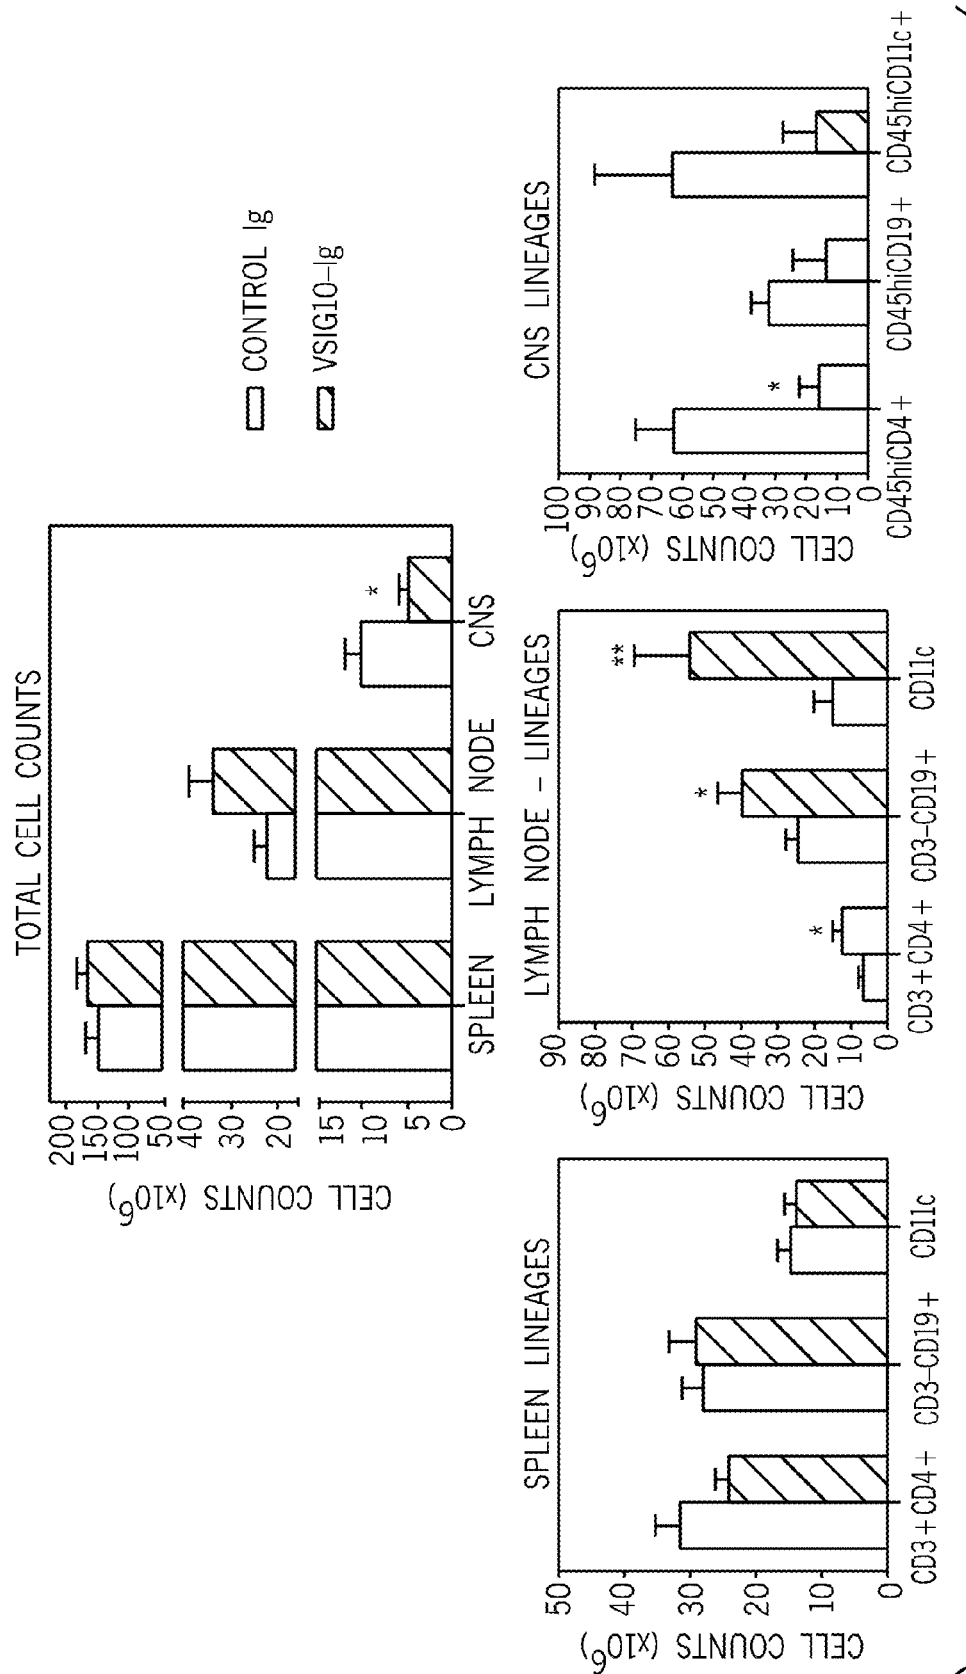 TOTAL CELL COUNTS
CELL COUNTS (x10⁶)
200
150
100
50
40
30
20
15
10
5
0
SPLEEN LYMPH NODE CNS
*
CONTROL Ig
VSIG10-Ig
SPLEEN LINEAGES
CELL COUNTS (x10⁶)
50
40
30
20
10
0
CD3+CD4+ CD3-CD19+ CD11c
LYMPH NODE - LINEAGES
CELL COUNTS (x10⁶)
90
80
70
60
50
40
30
20
10
0
* * **
CD3+CD4+ CD3-CD19+ CD11c
CNS LINEAGES
CELL COUNTS (x10⁶)
100
90
80
70
60
50
40
30
20
10
0
*
CD45hiCD4+ CD45hiCD19+ CD45hiCD11c+